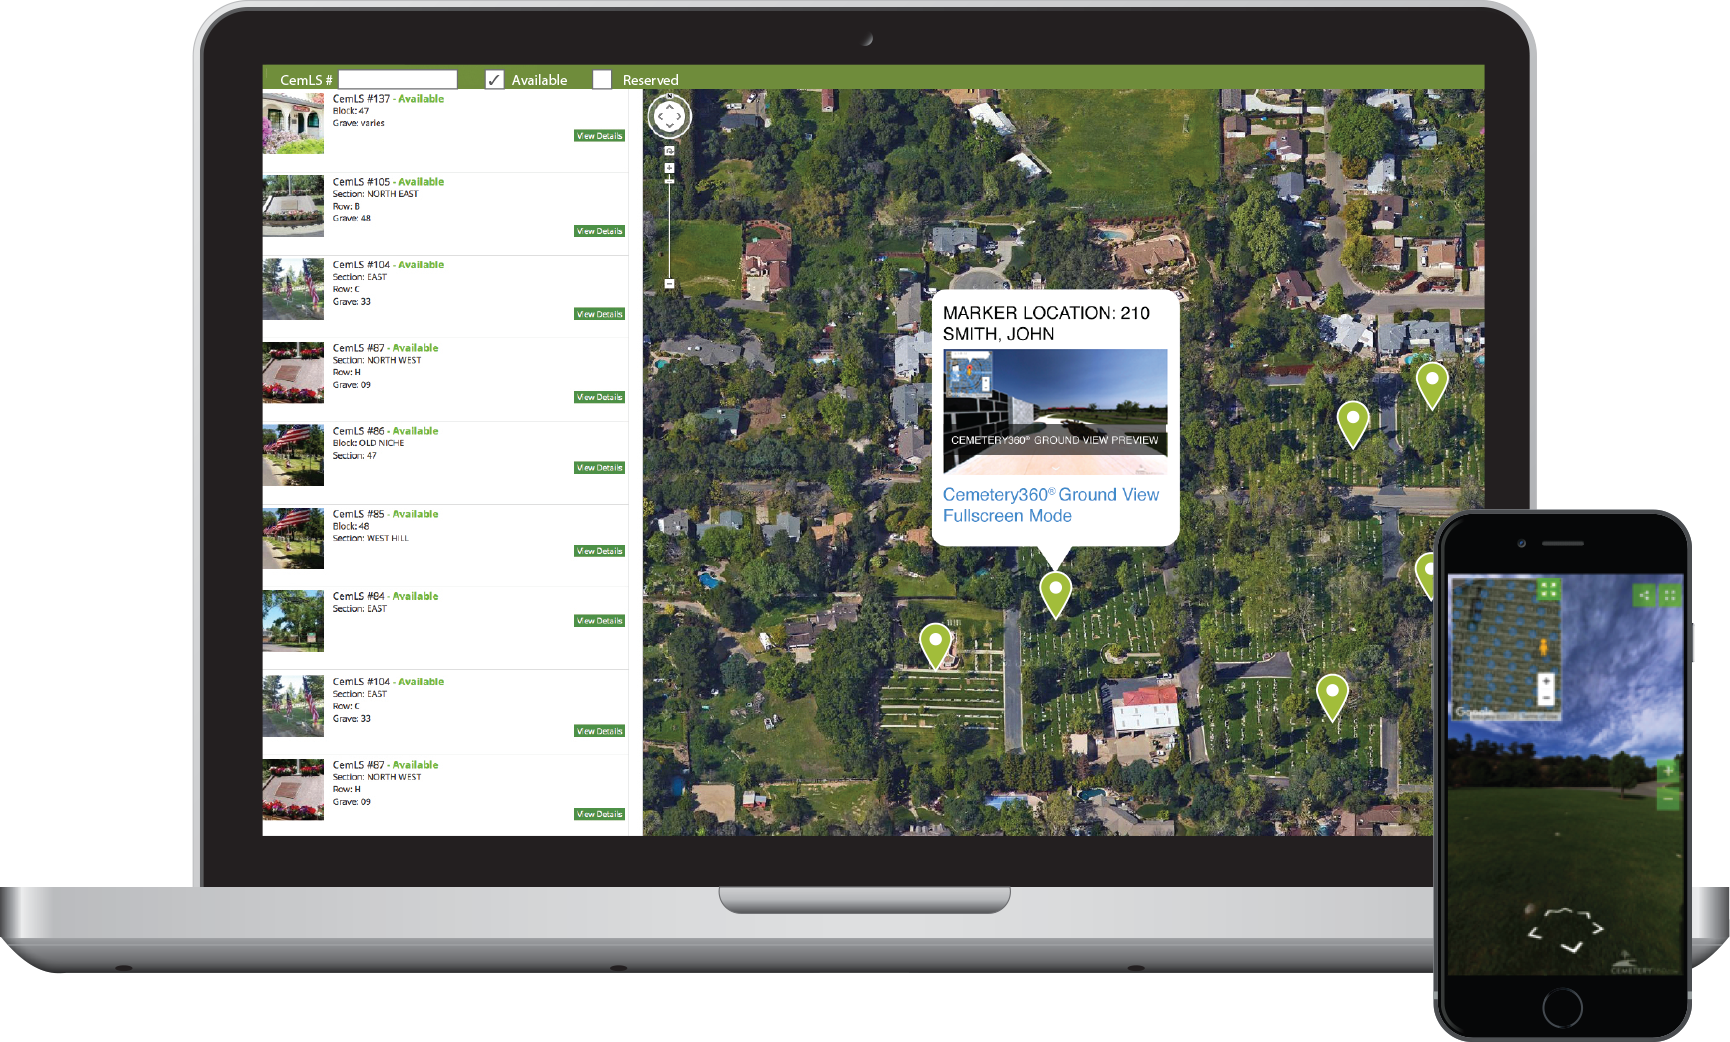 CemLS #
✓ Available
Reserved
CemLS #137 - Available
Block: 47
Grave: varies
View Details
CemLS #105 - Available
Section: NORTH EAST
Row: B
Grave: 48
View Details
CemLS #104 - Available
Section: EAST
Row: C
Grave: 33
View Details
CemLS #87 - Available
Section: NORTH WEST
Row: H
Grave: 09
View Details
CemLS #86 - Available
Block: OLD NICHE
Section: 47
View Details
CemLS #85 - Available
Block: 48
Section: WEST HILL
View Details
CemLS #84 - Available
Section: EAST
View Details
CemLS #104 - Available
Section: EAST
Row: C
Grave: 33
View Details
CemLS #87 - Available
Section: NORTH WEST
Row: H
Grave: 09
View Details
MARKER LOCATION: 210
SMITH, JOHN
CEMETERY360® GROUND VIEW PREVIEW
Cemetery360® Ground View
Fullscreen Mode
Google
CEMETERY